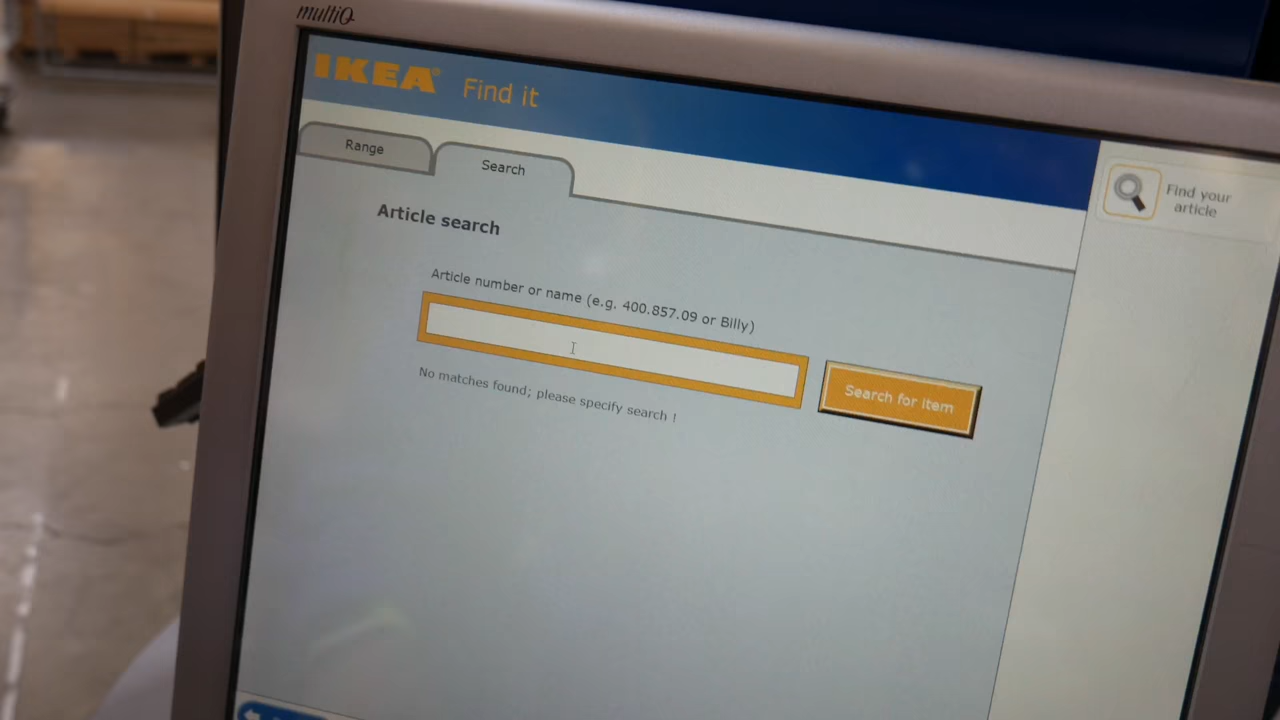 multiQ
IKEA® Find it
Range
Search
Find your
article
Article search
Article number or name (e.g. 400.857.09 or Billy)
Search for item
No matches found; please specify search !